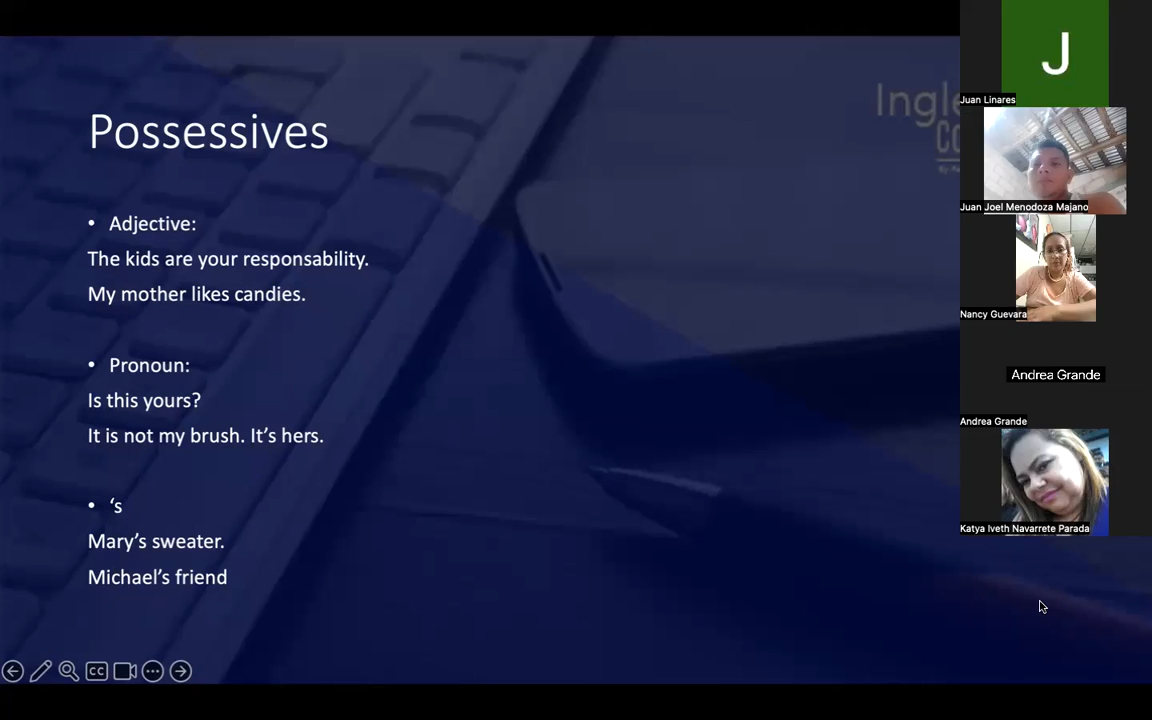 Possessives
• Adjective:
The kids are your responsability.
My mother likes candies.
• Pronoun:
Is this yours?
It is not my brush. It's hers.
• ‘s
Mary's sweater.
Michael's friend
CC
J
Juan Linares
Juan Joel Menodoza Majano
Nancy Guevara
Andrea Grande
Andrea Grande
Katya Iveth Navarrete Parada